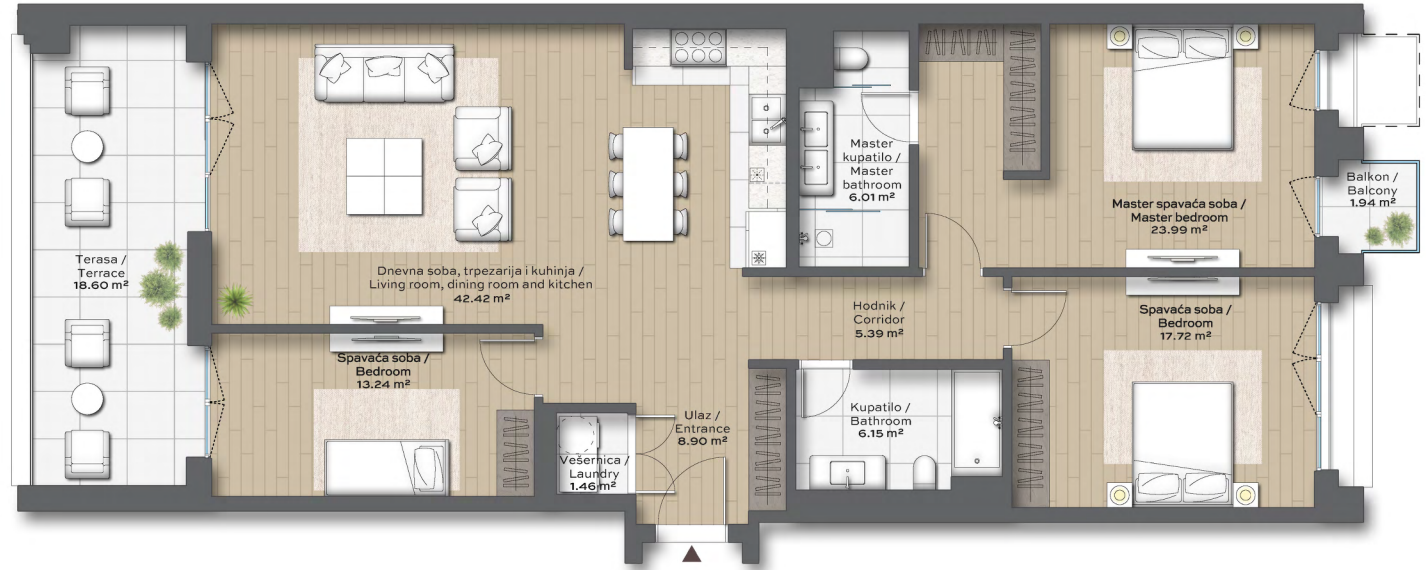 Terasa /
Terrace
18.60 m²
Dnevna soba, trpezarija i kuhinja /
Living room, dining room and kitchen
42.42 m²
Spavaća soba /
Bedroom
13.24 m²
Vešernica /
Laundry
1.46 m²
Ulaz /
Entrance
8.90 m²
Master
kupatilo /
Master
bathroom
6.01 m²
Hodnik /
Corridor
5.39 m²
Kupatilo /
Bathroom
6.15 m²
Master spavaća soba /
Master bedroom
23.99 m²
Balkon /
Balcony
1.94 m²
Spavaća soba /
Bedroom
17.72 m²